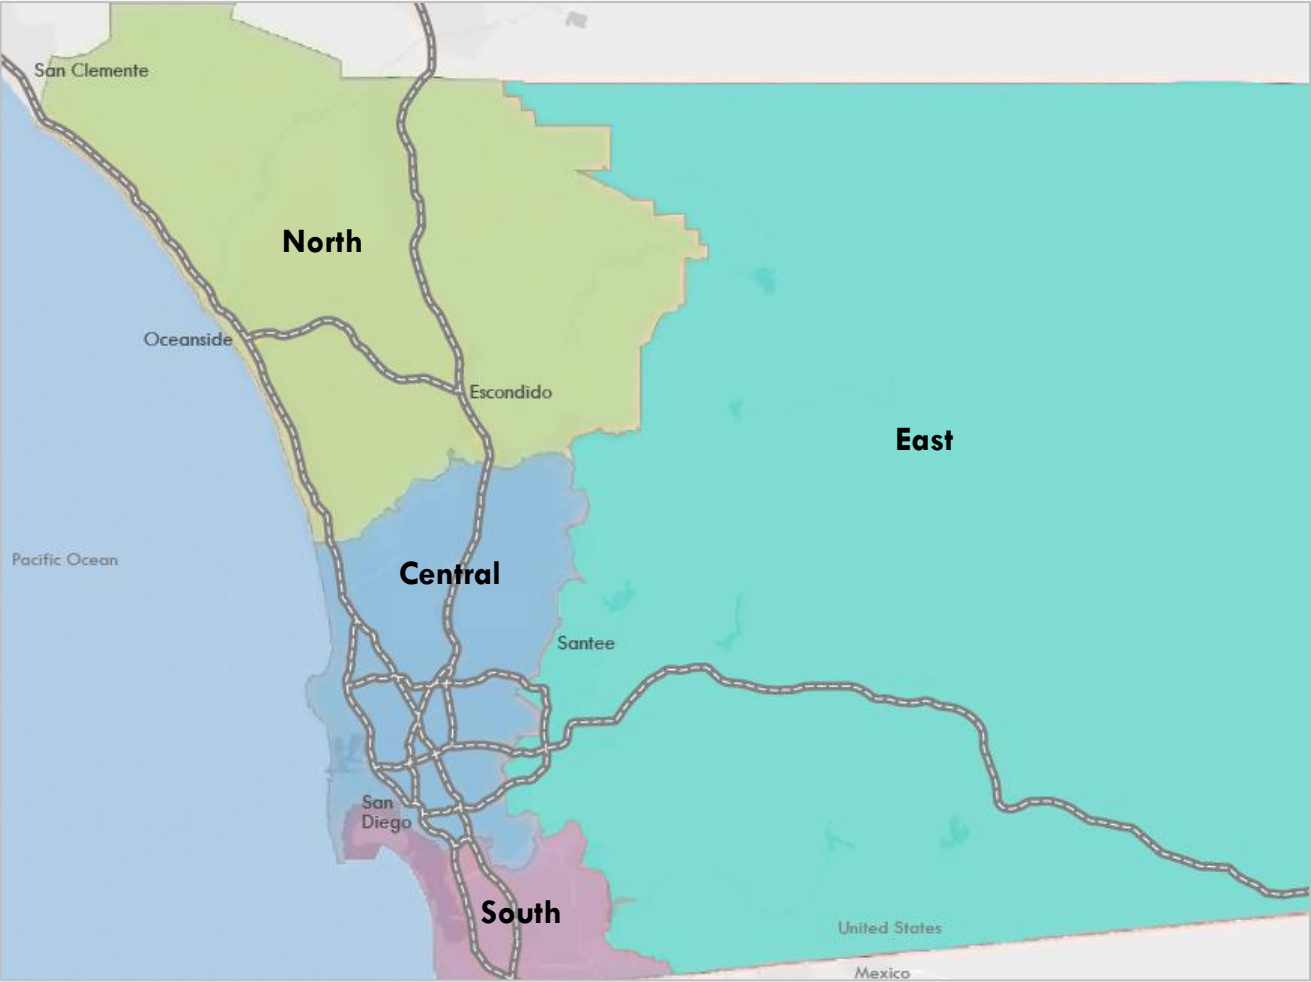 San Clemente
North
Oceanside
Escondido
East
Pacific Ocean
Central
Santee
San
Diego
South
United States
Mexico